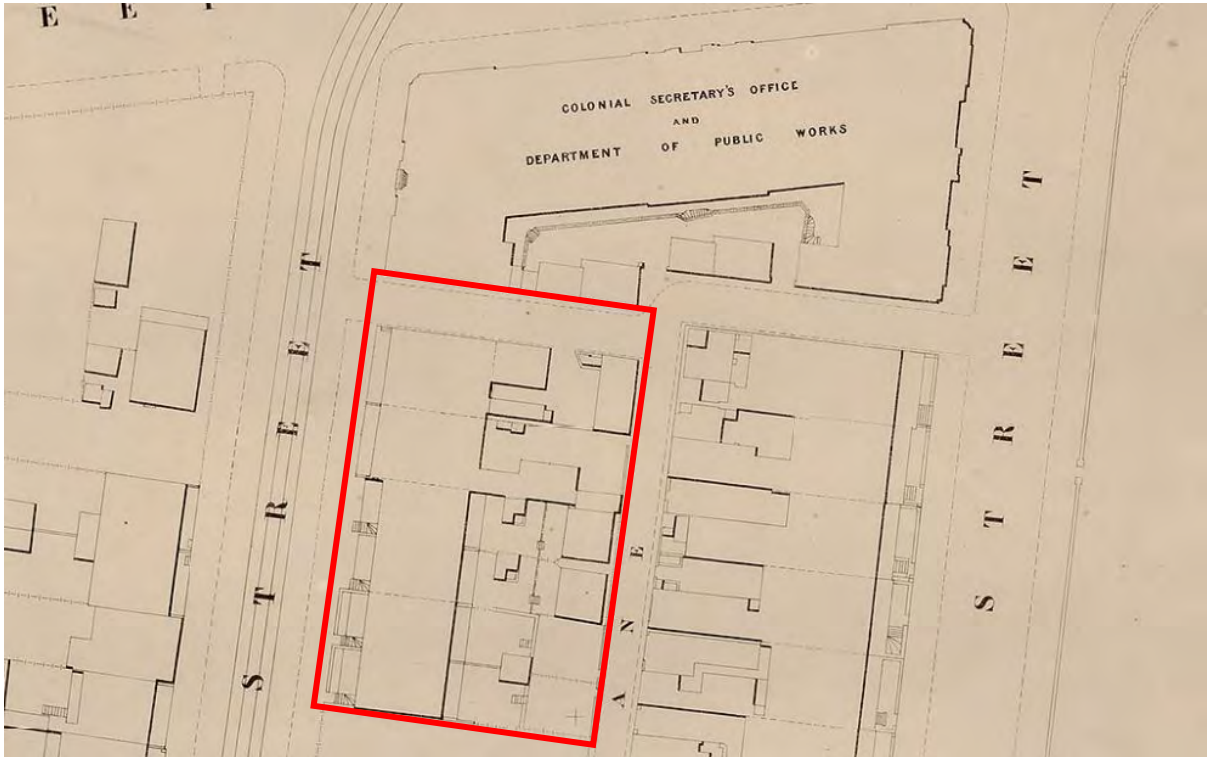 E E T
COLONIAL SECRETARY'S OFFICE
AND
DEPARTMENT OF PUBLIC WORKS
STREET
ANE
STREET